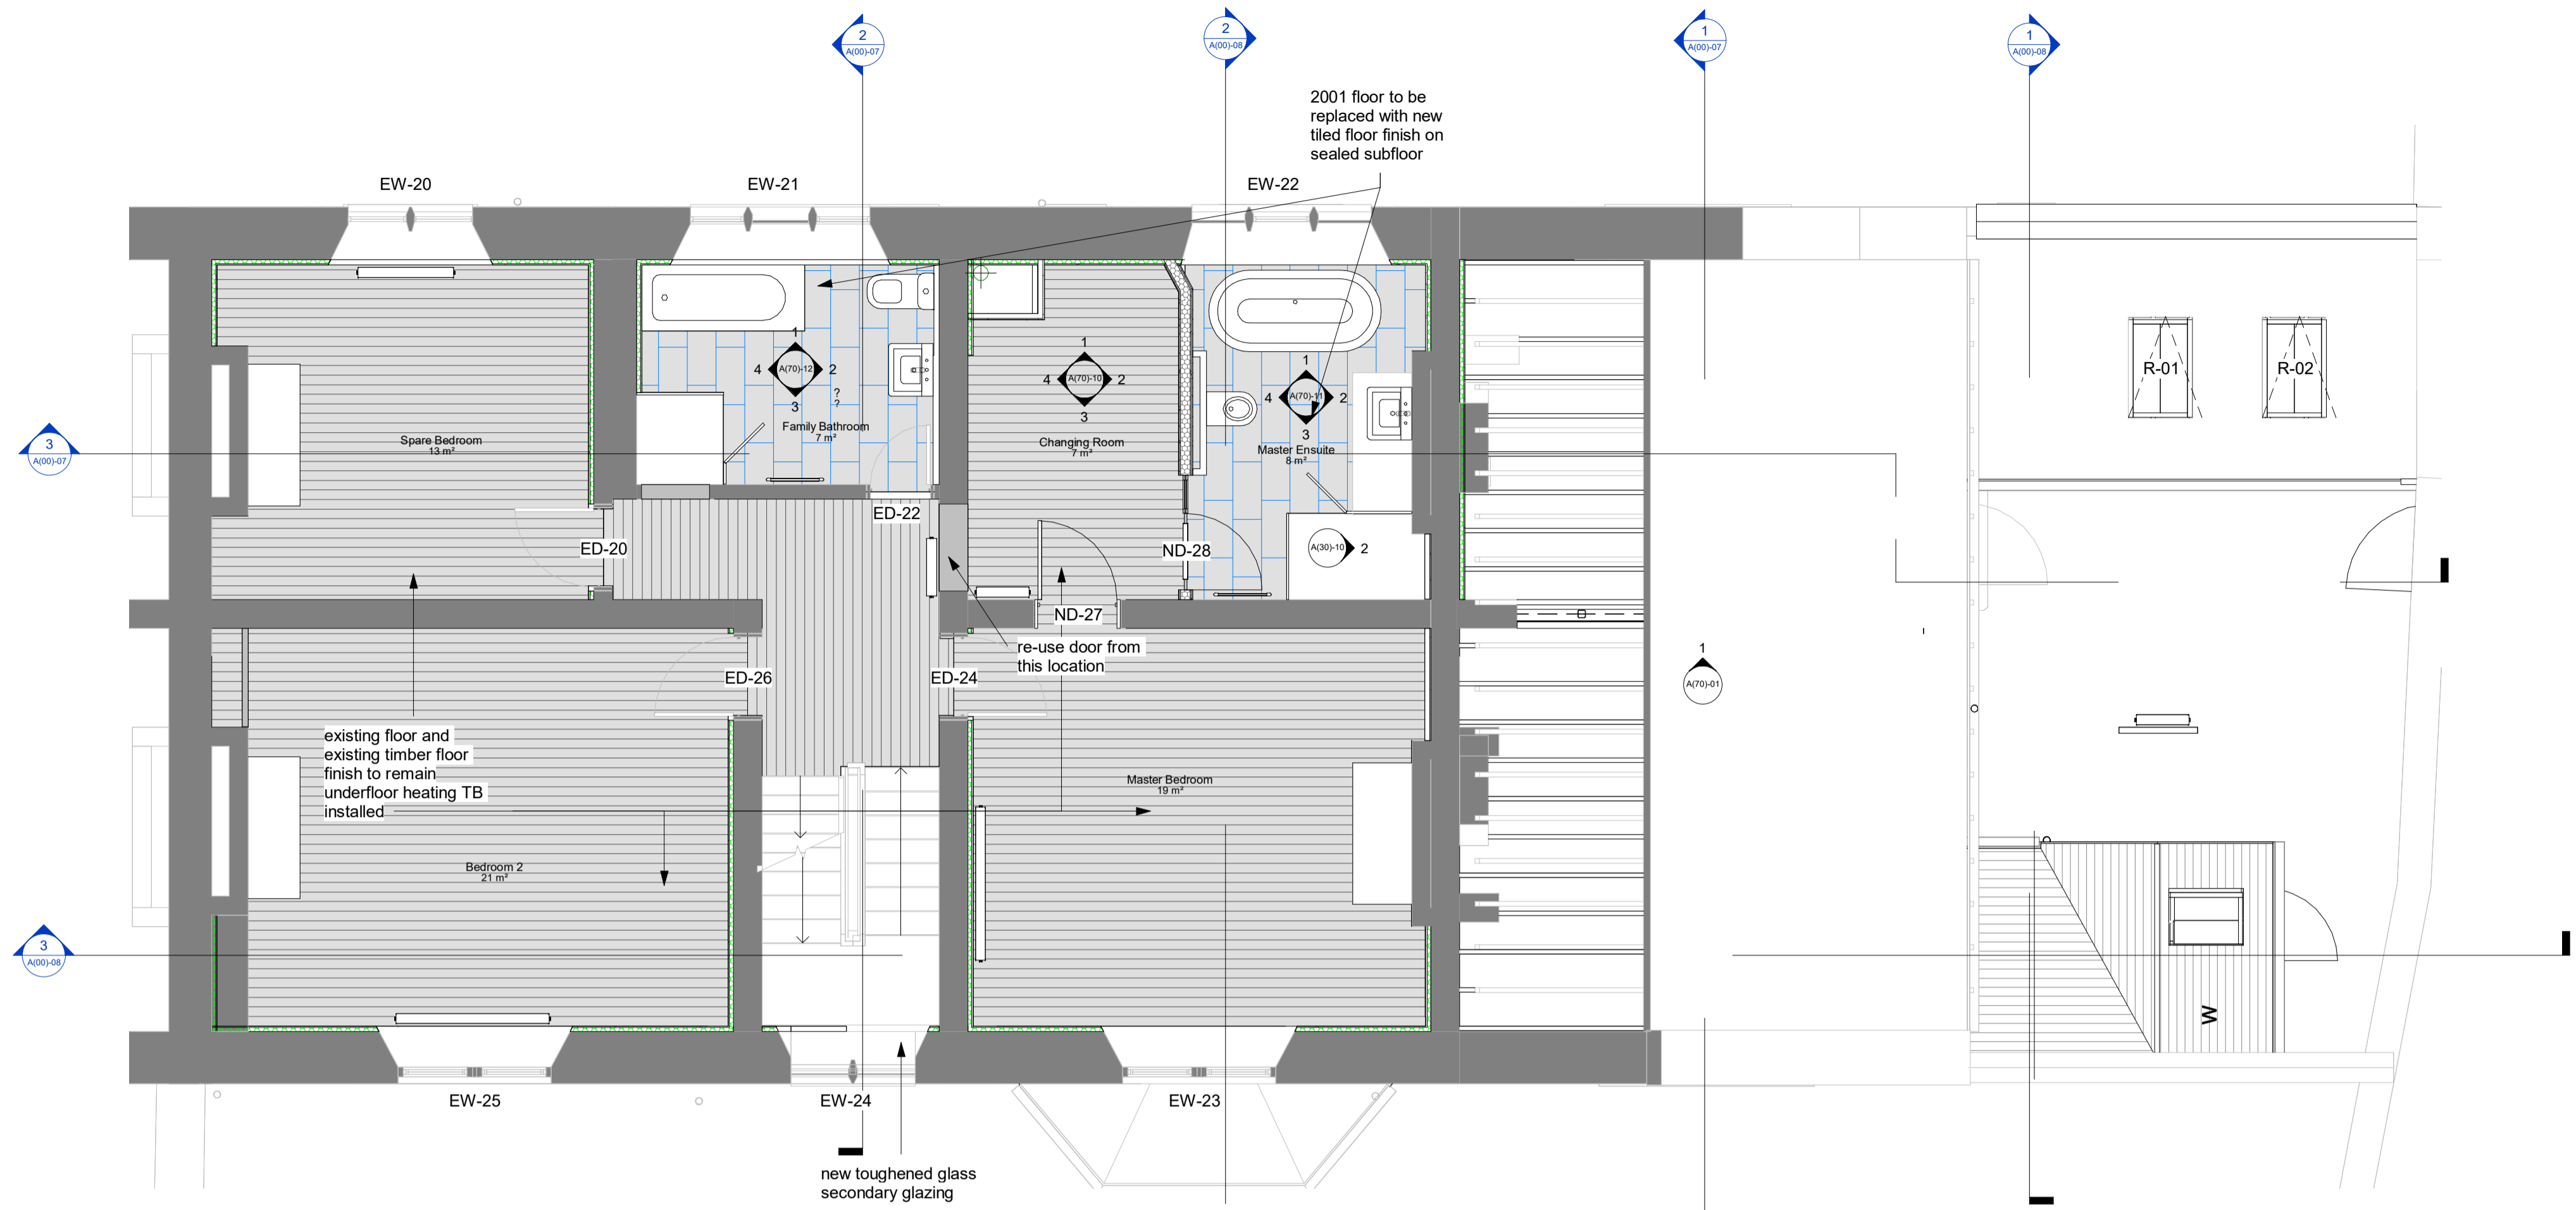 2
A(00)-07
2
A(00)-08
1
A(00)-07
1
A(00)-08
2001 floor to be
replaced with new
tiled floor finish on
sealed subfloor
EW-20
EW-21
EW-22
R-01
R-02
1
4
A(70)-12
2
3
?
?
Family Bathroom
7 m²
1
4
A(70)-10
2
3
Changing Room
7 m²
1
4
A(70)-11
2
3
Master Ensuite
8 m²
Spare Bedroom
13 m²
3
A(00)-07
ED-22
ED-20
ND-28
A(30)-10
2
ND-27
re-use door from
this location
ED-26
ED-24
1
A(70)-01
existing floor and
existing timber floor
finish to remain
underfloor heating TB
installed
Master Bedroom
19 m²
Bedroom 2
21 m²
3
A(00)-08
W
EW-25
EW-24
EW-23
new toughened glass
secondary glazing